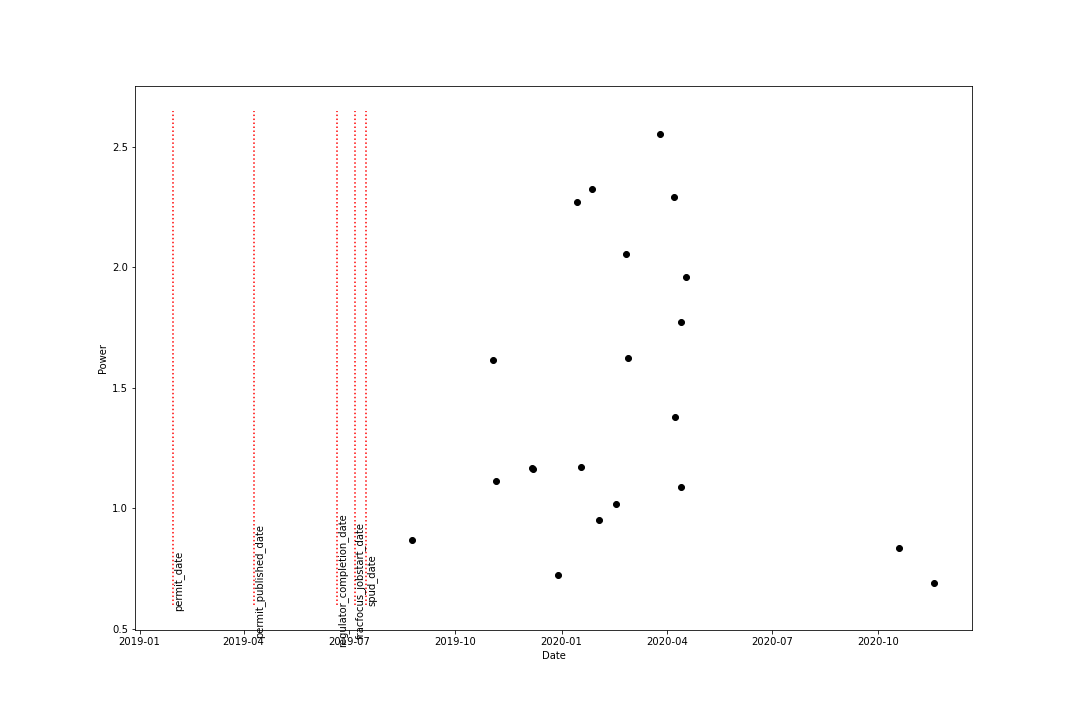 2.5
2.0
1.5
1.0
0.5
Power
permit_date
permit_published_date
regulator_completion_date
fracfocus_jobstart_date
spud_date
2019-01
2019-04
2019-07
2019-10
2020-01
2020-04
2020-07
2020-10
Date